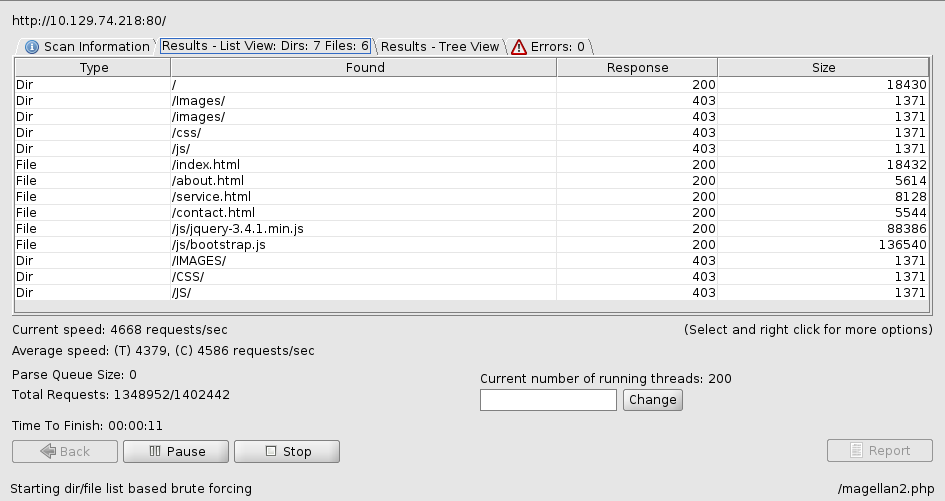 http://10.129.74.218:80/
Scan Information Results - List View: Dirs: 7 Files: 6 Results - Tree View Errors: 0
Type Found Response Size
Dir / 200 18430
Dir /Images/ 403 1371
Dir /images/ 403 1371
Dir /css/ 403 1371
Dir /js/ 403 1371
File /index.html 200 18432
File /about.html 200 5614
File /service.html 200 8128
File /contact.html 200 5544
File /js/jquery-3.4.1.min.js 200 88386
File /js/bootstrap.js 200 136540
Dir /IMAGES/ 403 1371
Dir /CSS/ 403 1371
Dir /JS/ 403 1371
Current speed: 4668 requests/sec (Select and right click for more options)
Average speed: (T) 4379, (C) 4586 requests/sec
Parse Queue Size: 0
Total Requests: 1348952/1402442
Current number of running threads: 200
Change
Time To Finish: 00:00:11
Back Pause Stop Report
Starting dir/file list based brute forcing /magellan2.php